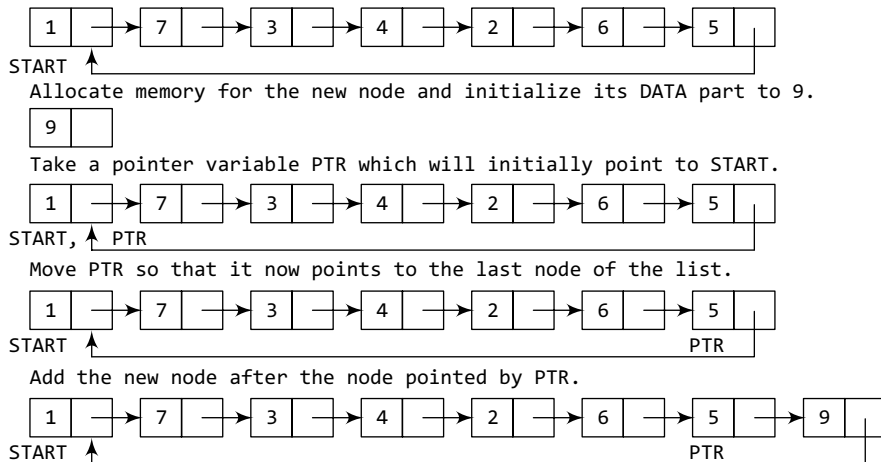 1 7 3 4 2 6 5
START
Allocate memory for the new node and initialize its DATA part to 9.
9
Take a pointer variable PTR which will initially point to START.
1 7 3 4 2 6 5
START, PTR
Move PTR so that it now points to the last node of the list.
1 7 3 4 2 6 5
START PTR
Add the new node after the node pointed by PTR.
1 7 3 4 2 6 5 9
START PTR